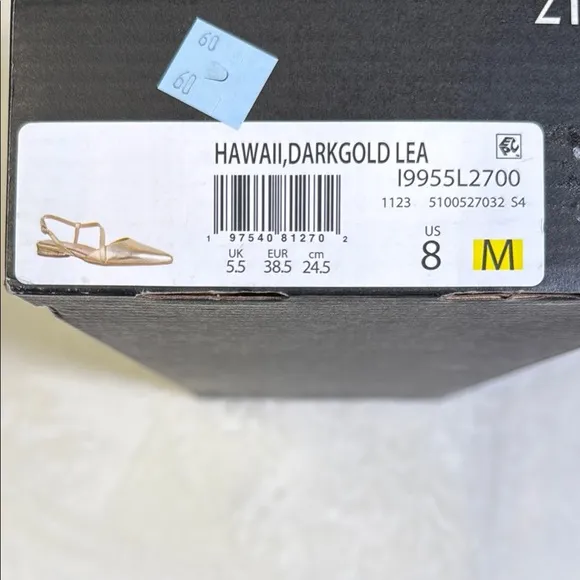 60
60
HAWAII,DARKGOLD LEA
I9955L2700
1123 5100527032 S4
1 97540 81270 2
UK EUR cm
5.5 38.5 24.5
US
8 M